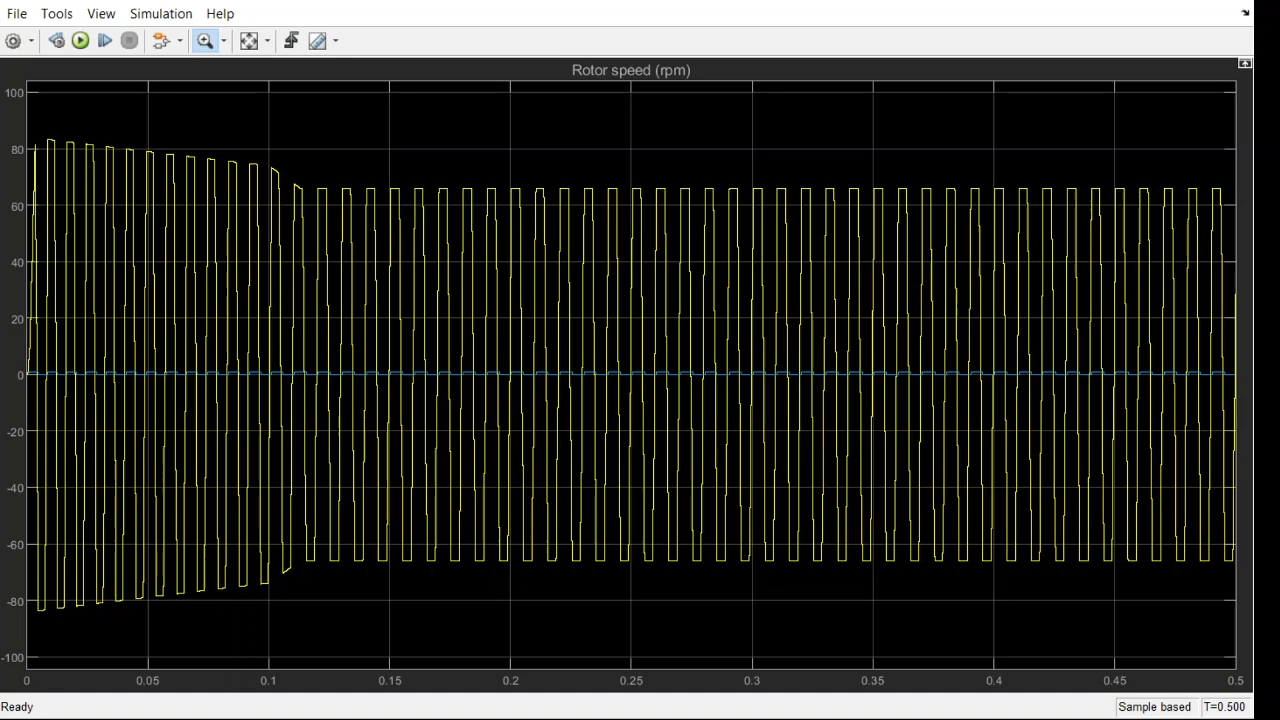 File Tools View Simulation Help
Rotor speed (rpm)
100
80
60
40
20
0
-20
-40
-60
-80
-100
0 0.05 0.1 0.15 0.2 0.25 0.3 0.35 0.4 0.45 0.5
Ready Sample based T=0.500